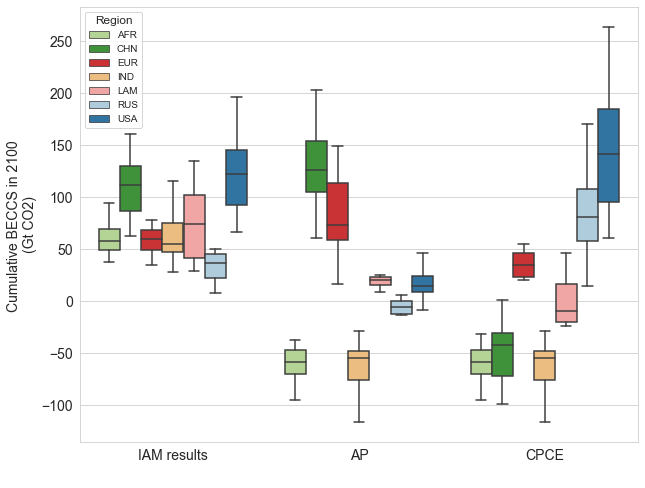 Region
AFR
CHN
EUR
IND
LAM
RUS
USA
Cumulative BECCS in 2100
(Gt CO2)
250
200
150
100
50
0
−50
−100
IAM results
AP
CPCE